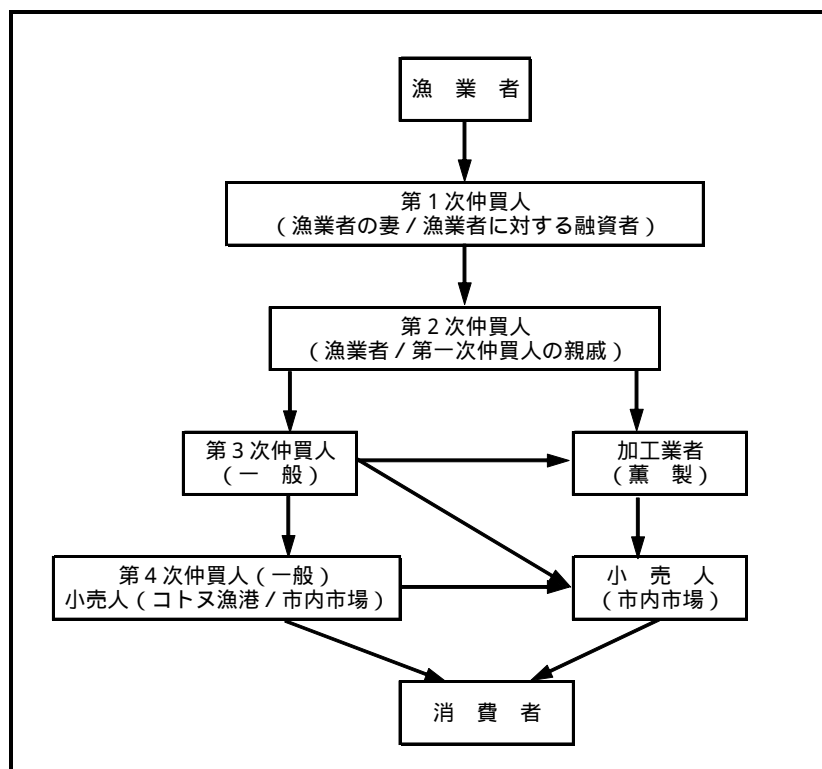 漁　業　者
第１次仲買人
（漁業者の妻／漁業者に対する融資者）
第２次仲買人
（漁業者／第一次仲買人の親戚）
第３次仲買人
（一　般）
加工業者
（薫　製）
第４次仲買人（一般）
小売人（コトヌ漁港／市内市場）
小　売　人
（市内市場）
消　費　者